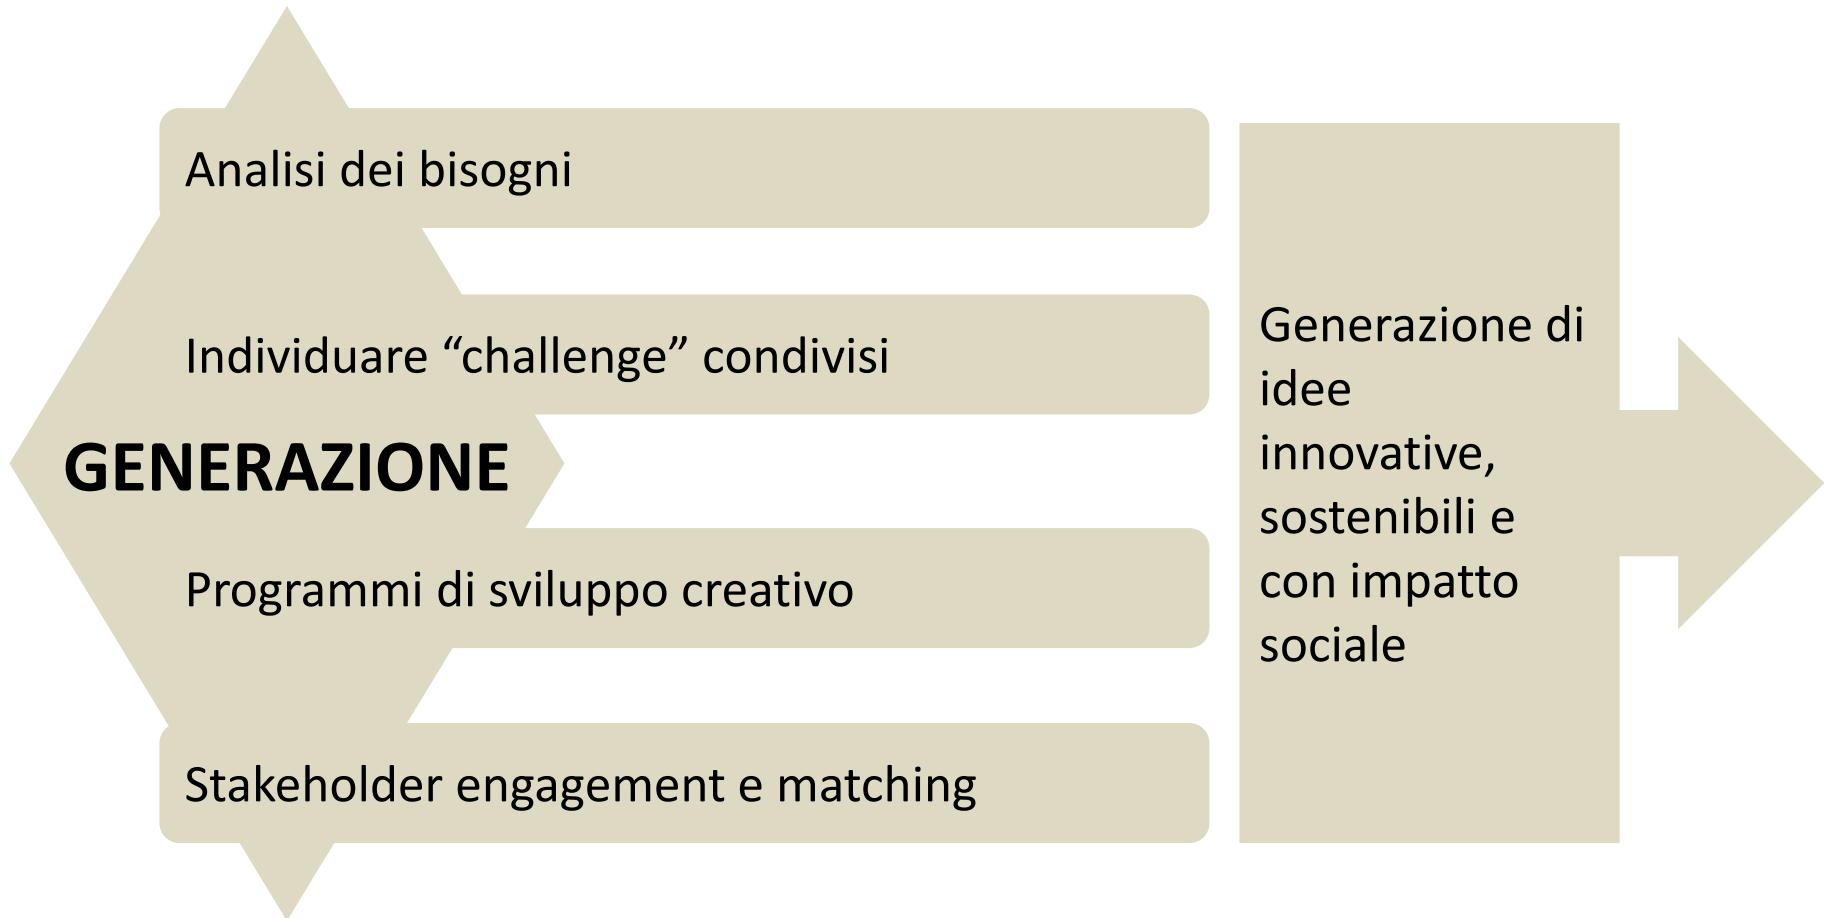 Analisi dei bisogni
Individuare “challenge” condivisi
GENERAZIONE
Programmi di sviluppo creativo
Stakeholder engagement e matching
Generazione di
idee
innovative,
sostenibili e
con impatto
sociale